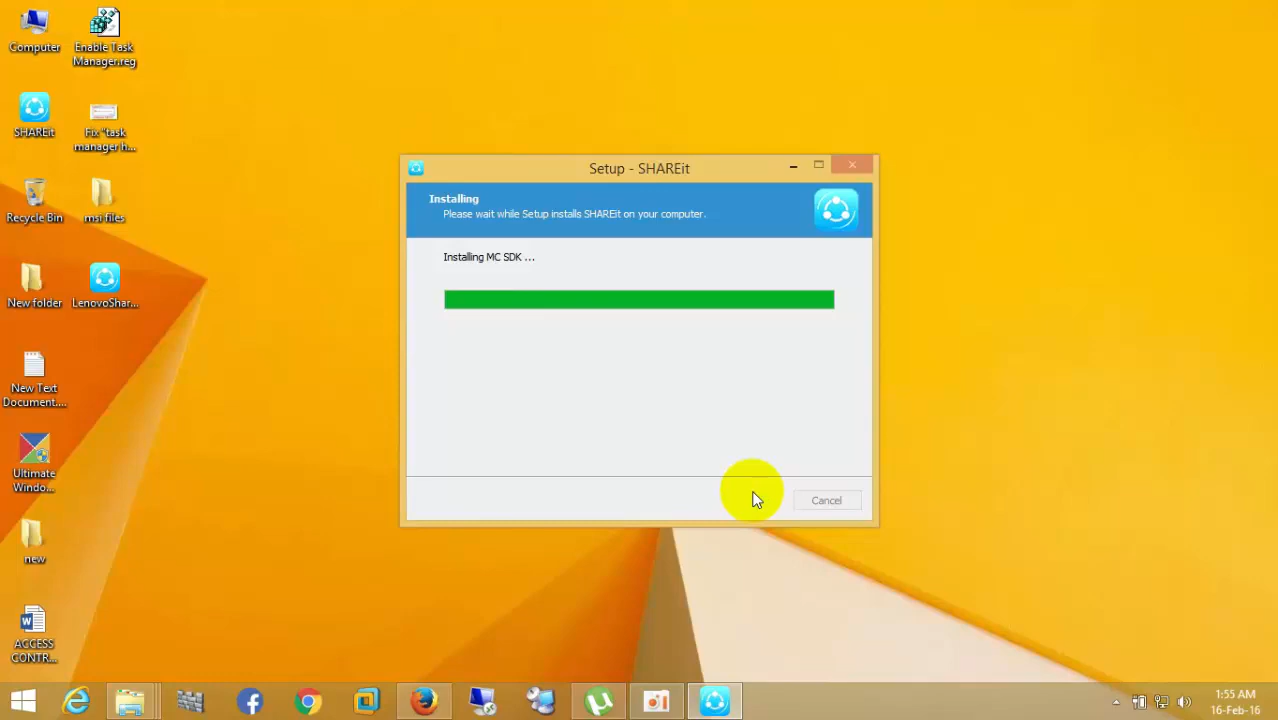 Computer
Enable Task
Manager.reg
SHAREit
Fix "task
manager h...
Recycle Bin
msi files
New folder
LenovoShar...
New Text
Document....
Ultimate
Windo...
new
ACCESS
CONTR...
Setup - SHAREit
Installing
Please wait while Setup installs SHAREit on your computer.
Installing MC SDK ...
Cancel
1:55 AM
16-Feb-16